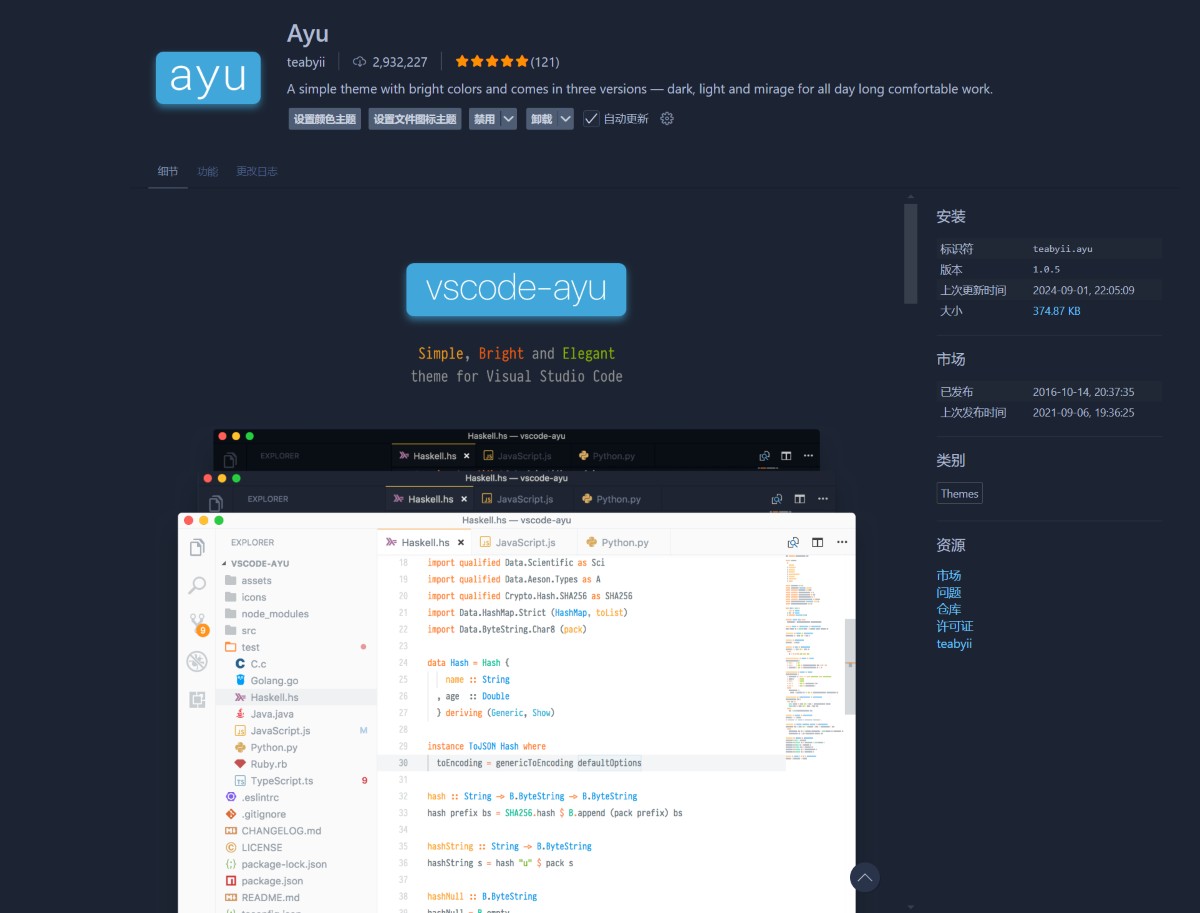 Ayu
ayu
teabyii 2,932,227 (121)
A simple theme with bright colors and comes in three versions — dark, light and mirage for all day long comfortable work.
设置颜色主题 设置文件图标主题 禁用 卸载 自动更新
细节 功能 更改日志
安装
标识符 teabyii.ayu
版本 1.0.5
上次更新时间 2024-09-01, 22:05:09
大小 374.87 KB
市场
已发布 2016-10-14, 20:37:35
上次发布时间 2021-09-06, 19:36:25
类别
Themes
资源
市场
问题
仓库
许可证
teabyii
vscode-ayu
Simple, Bright and Elegant
theme for Visual Studio Code
Haskell.hs — vscode-ayu
EXPLORER Haskell.hs JavaScript.js Python.py
Haskell.hs — vscode-ayu
EXPLORER Haskell.hs JavaScript.js Python.py
Haskell.hs — vscode-ayu
EXPLORER Haskell.hs JavaScript.js Python.py
VSCODE-AYU
assets
icons
node_modules
src
9
test
C.c
Golang.go
Haskell.hs
Java.java
JavaScript.js M
Python.py
Ruby.rb
TypeScript.ts 9
.eslintrc
.gitignore
CHANGELOG.md
LICENSE
package-lock.json
package.json
README.md
tsconfig.json
18 import qualified Data.Scientific as Sci
19 import qualified Data.Aeson.Types as A
20 import qualified Crypto.Hash.SHA256 as SHA256
21 import Data.HashMap.Strict (HashMap, toList)
22 import Data.ByteString.Char8 (pack)
23
24 data Hash = Hash {
25 name :: String
26 , age :: Double
27 } deriving (Generic, Show)
28
29 instance ToJSON Hash where
30 toEncoding = genericToEncoding defaultOptions
31
32 hash :: String -> B.ByteString -> B.ByteString
33 hash prefix bs = SHA256.hash $ B.append (pack prefix) bs
34
35 hashString :: String -> B.ByteString
36 hashString s = hash "u" $ pack s
37
38 hashNull :: B.ByteString
39 hashNull = B.empty